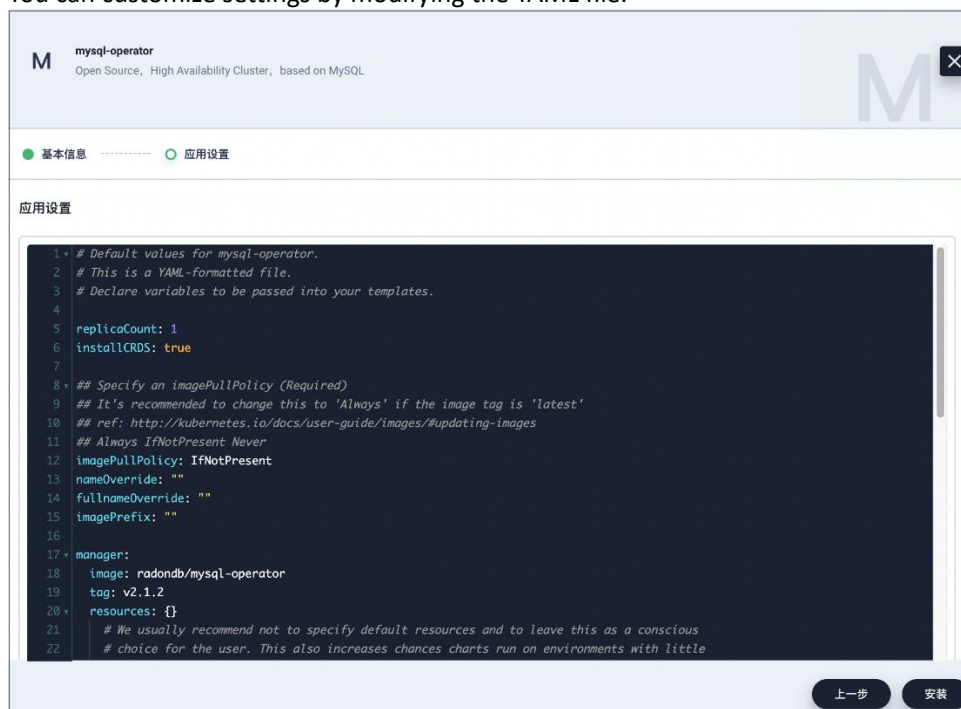 You can customize settings by modifying the YAML file.
M
mysql-operator
Open Source，High Availability Cluster，based on MySQL
M
基本信息
应用设置
应用设置
1 # Default values for mysql-operator.
2 # This is a YAML-formatted file.
3 # Declare variables to be passed into your templates.
4
5 replicaCount: 1
6 installCRDS: true
7
8 ## Specify an imagePullPolicy (Required)
9 ## It's recommended to change this to 'Always' if the image tag is 'latest'
10 ## ref: http://kubernetes.io/docs/user-guide/images/#updating-images
11 ## Always IfNotPresent Never
12 imagePullPolicy: IfNotPresent
13 nameOverride: ""
14 fullnameOverride: ""
15 imagePrefix: ""
16
17 manager:
18   image: radondb/mysql-operator
19   tag: v2.1.2
20   resources: {}
21     # We usually recommend not to specify default resources and to leave this as a conscious
22     # choice for the user. This also increases chances charts run on environments with little
上一步
安装